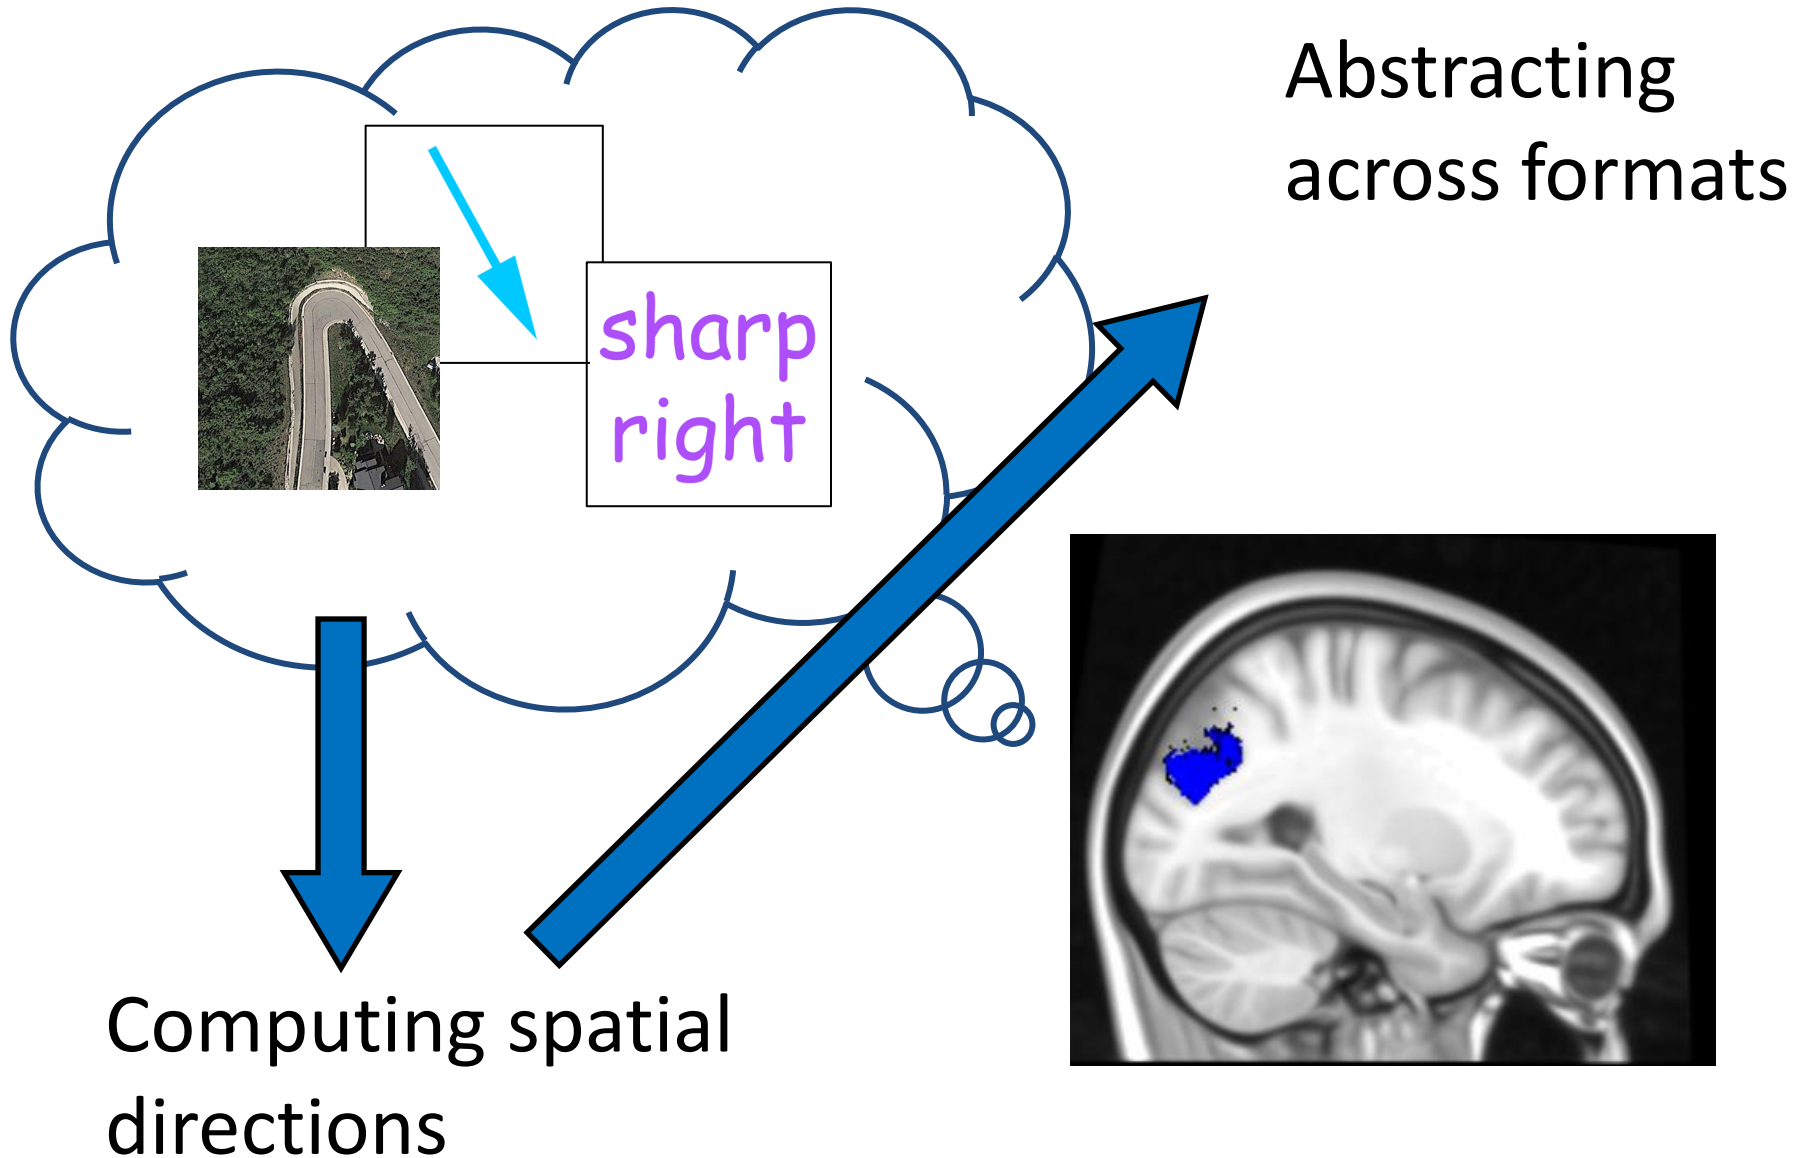 Abstracting
across formats
sharp
right
Computing spatial
directions